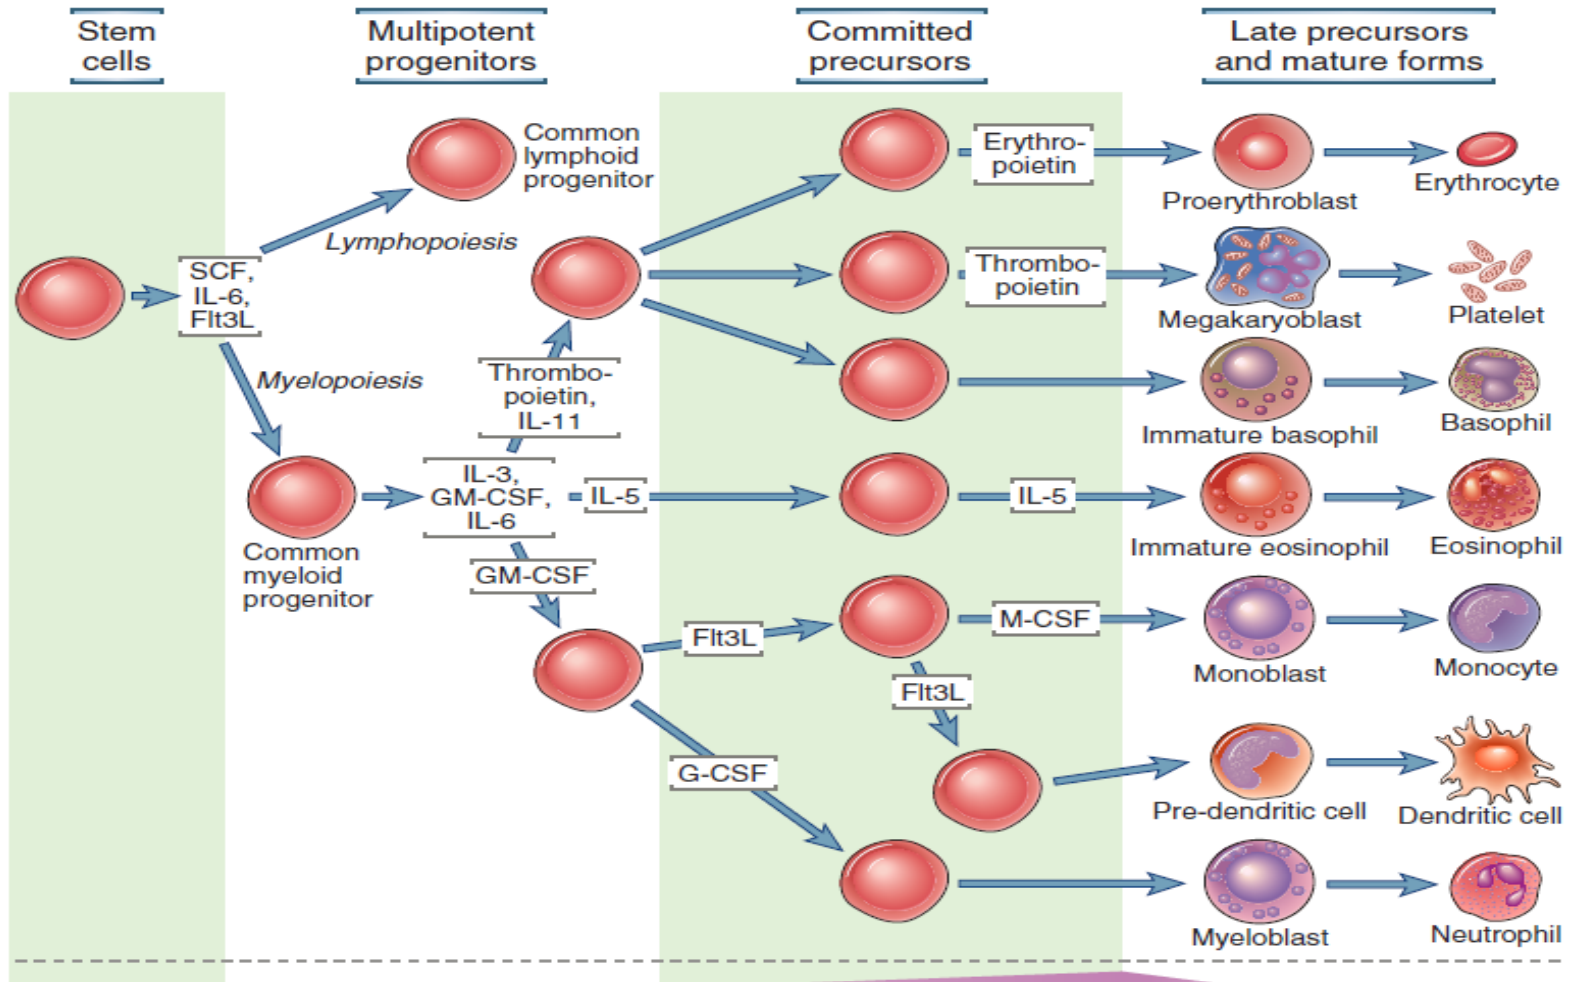 Stem
cells
Multipotent
progenitors
Committed
precursors
Late precursors
and mature forms
Common
lymphoid
progenitor
Lymphopoiesis
SCF,
IL-6,
Flt3L
Myelopoiesis
Common
myeloid
progenitor
Thrombo-
poietin,
IL-11
IL-3,
GM-CSF,
IL-6
IL-5
GM-CSF
Flt3L
G-CSF
Erythro-
poietin
Proerythroblast
Erythrocyte
Thrombo-
poietin
Megakaryoblast
Platelet
Immature basophil
Basophil
IL-5
Immature eosinophil
Eosinophil
M-CSF
Monoblast
Monocyte
Flt3L
Pre-dendritic cell
Dendritic cell
Myeloblast
Neutrophil